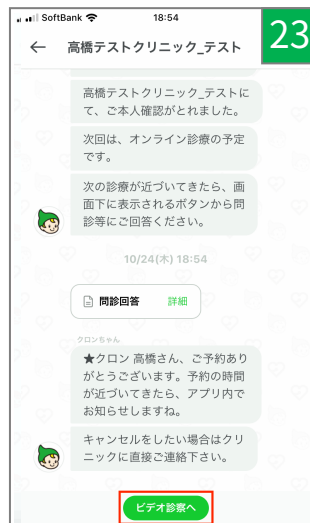 SoftBank 18:54
23
高橋テストクリニック_テスト
高橋テストクリニック_テストに
て、ご本人確認がとれました。
次回は、オンライン診療の予定
です。
次の診療が近づいてきたら、画
面下に表示されるボタンから問
診等にご回答ください。
10/24(木) 18:54
問診回答 詳細
クロンちゃん
★クロン 高橋さん、ご予約あり
がとうございます。予約の時間
が近づいてきたら、アプリ内で
お知らせしますね。
キャンセルをしたい場合はクリ
ニックに直接ご連絡下さい。
ビデオ診察へ